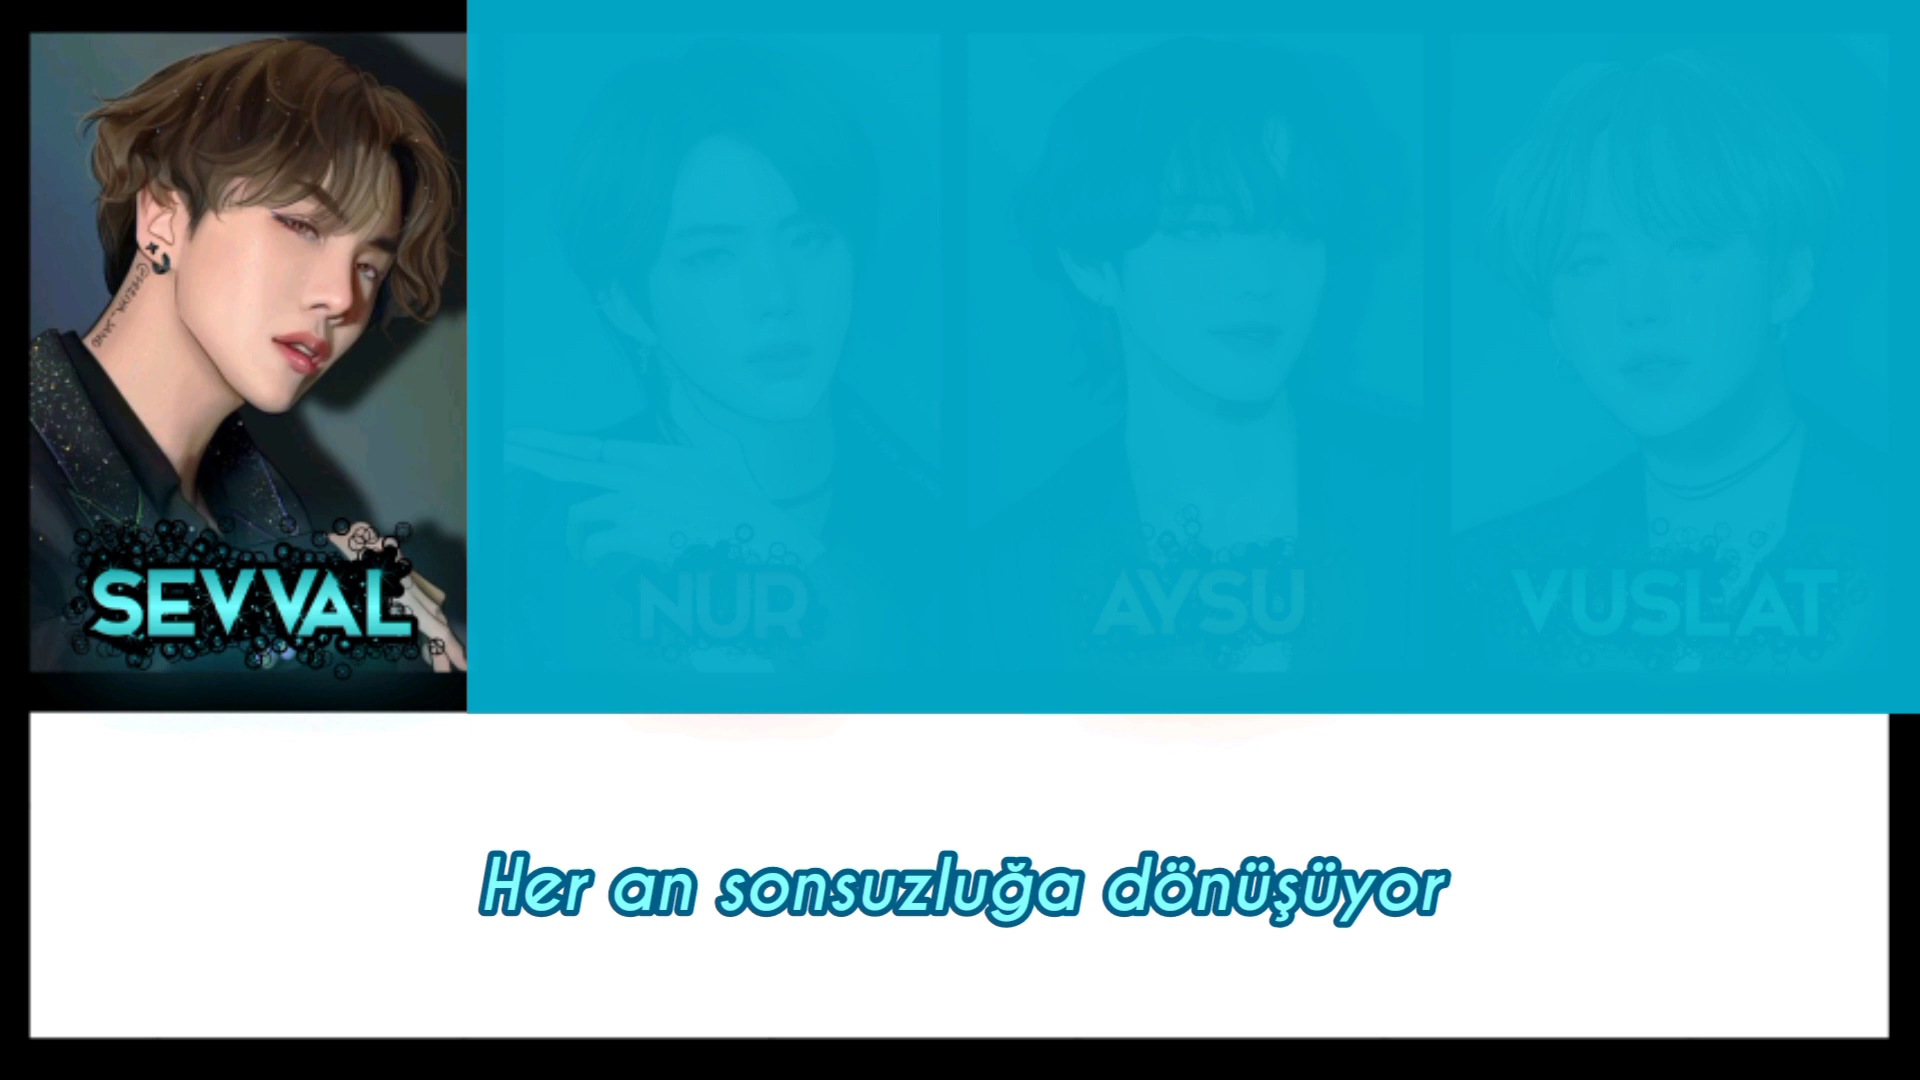 SEVVAL
NUR
AYSU
VUSLAT
Her an sonsuzluğa dönüşüyor